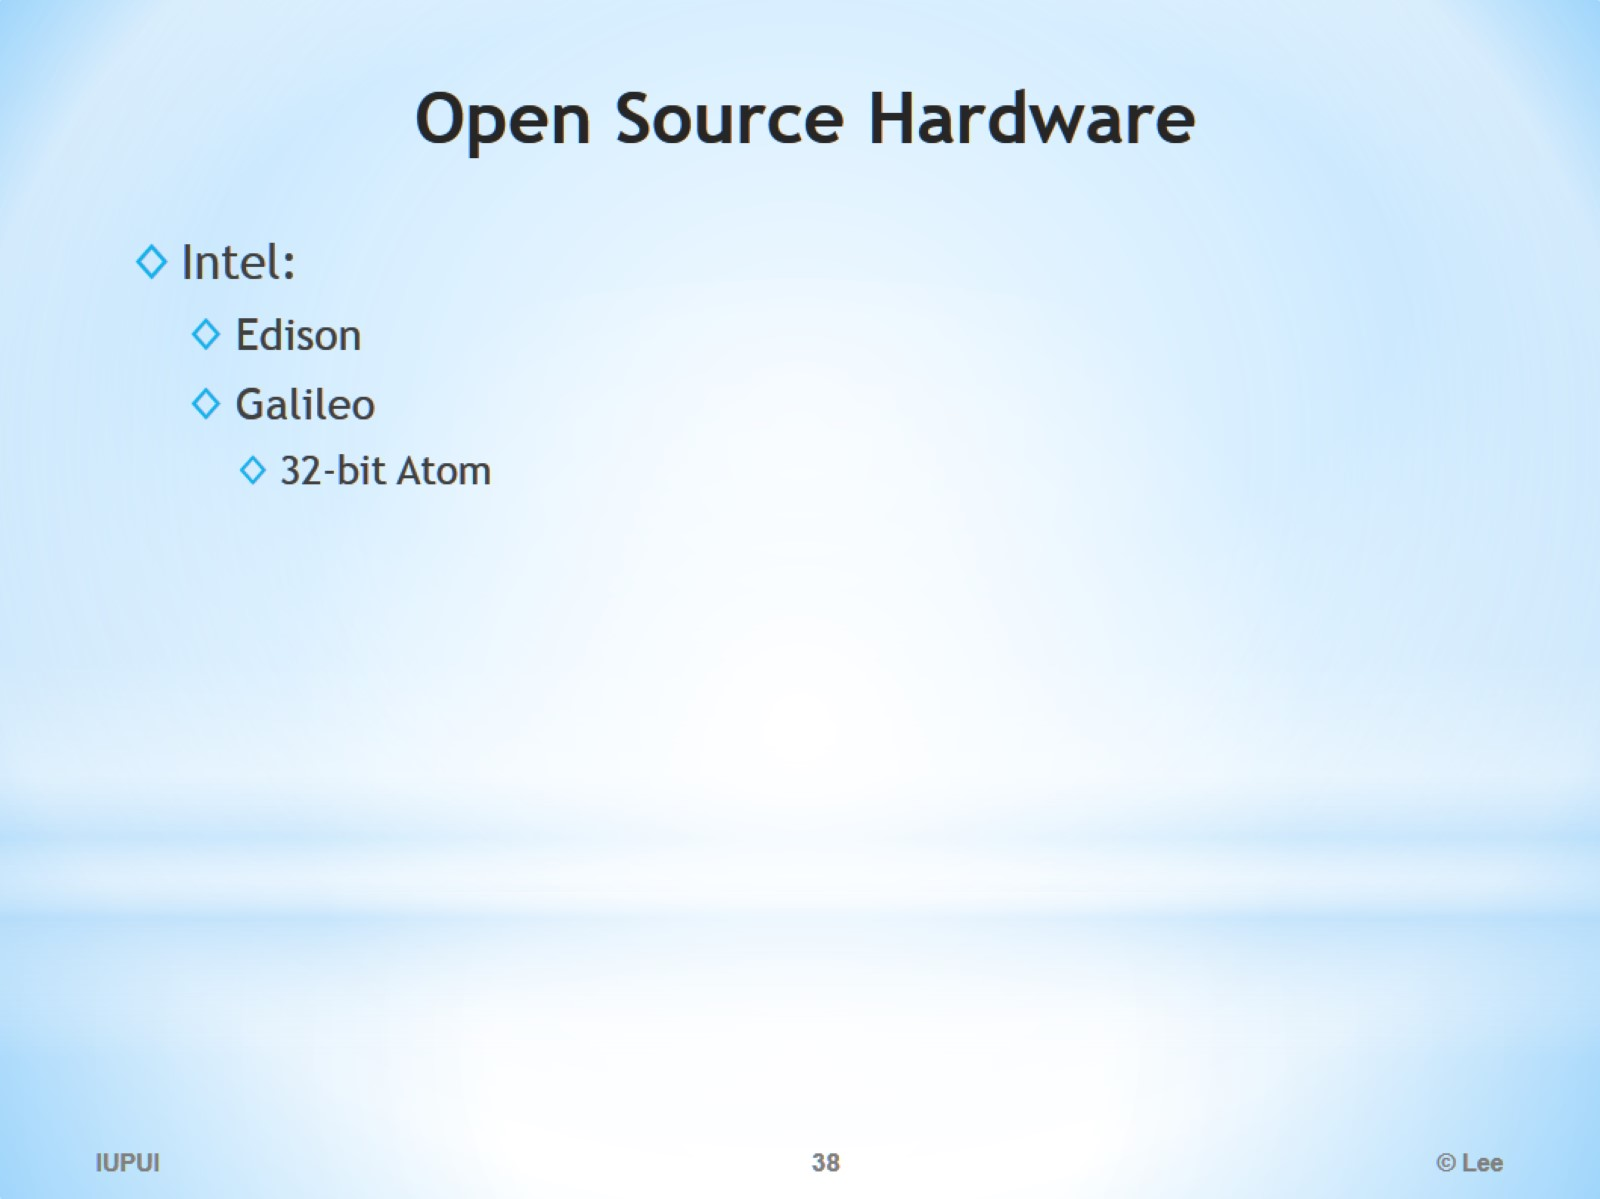 Open Source Hardware
Intel:
Edison
Galileo
32-bit Atom
IUPUI
38
© Lee